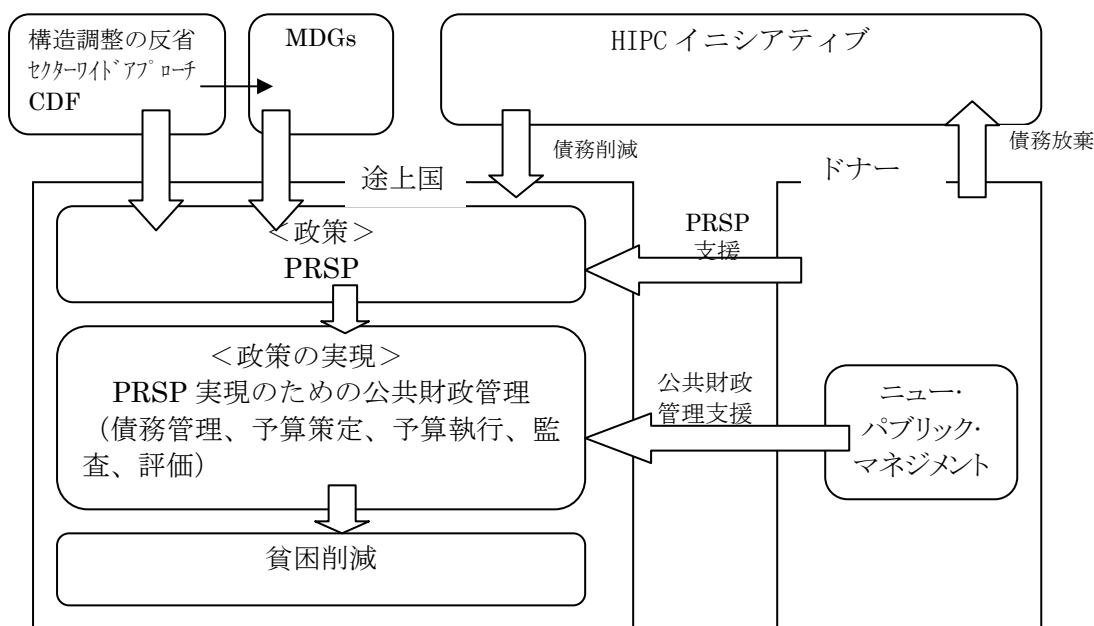 構造調整の反省
ｾｸﾀｰﾜｲﾄﾞｱﾌﾟﾛｰﾁ
CDF
MDGs
HIPC イニシアティブ
債務削減
債務放棄
途上国
ドナー
＜政策＞
PRSP
PRSP
支援
＜政策の実現＞
PRSP 実現のための公共財政管理
（債務管理、予算策定、予算執行、監
査、評価）
公共財政
管理支援
ニュー・
パブリック・
マネジメント
貧困削減